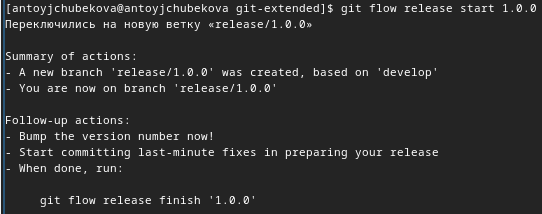 [antoyjchubekova@antoyjchubekova git-extended]$ git flow release start 1.0.0
Переключились на новую ветку «release/1.0.0»
Summary of actions:
- A new branch 'release/1.0.0' was created, based on 'develop'
- You are now on branch 'release/1.0.0'
Follow-up actions:
- Bump the version number now!
- Start committing last-minute fixes in preparing your release
- When done, run:
git flow release finish '1.0.0'